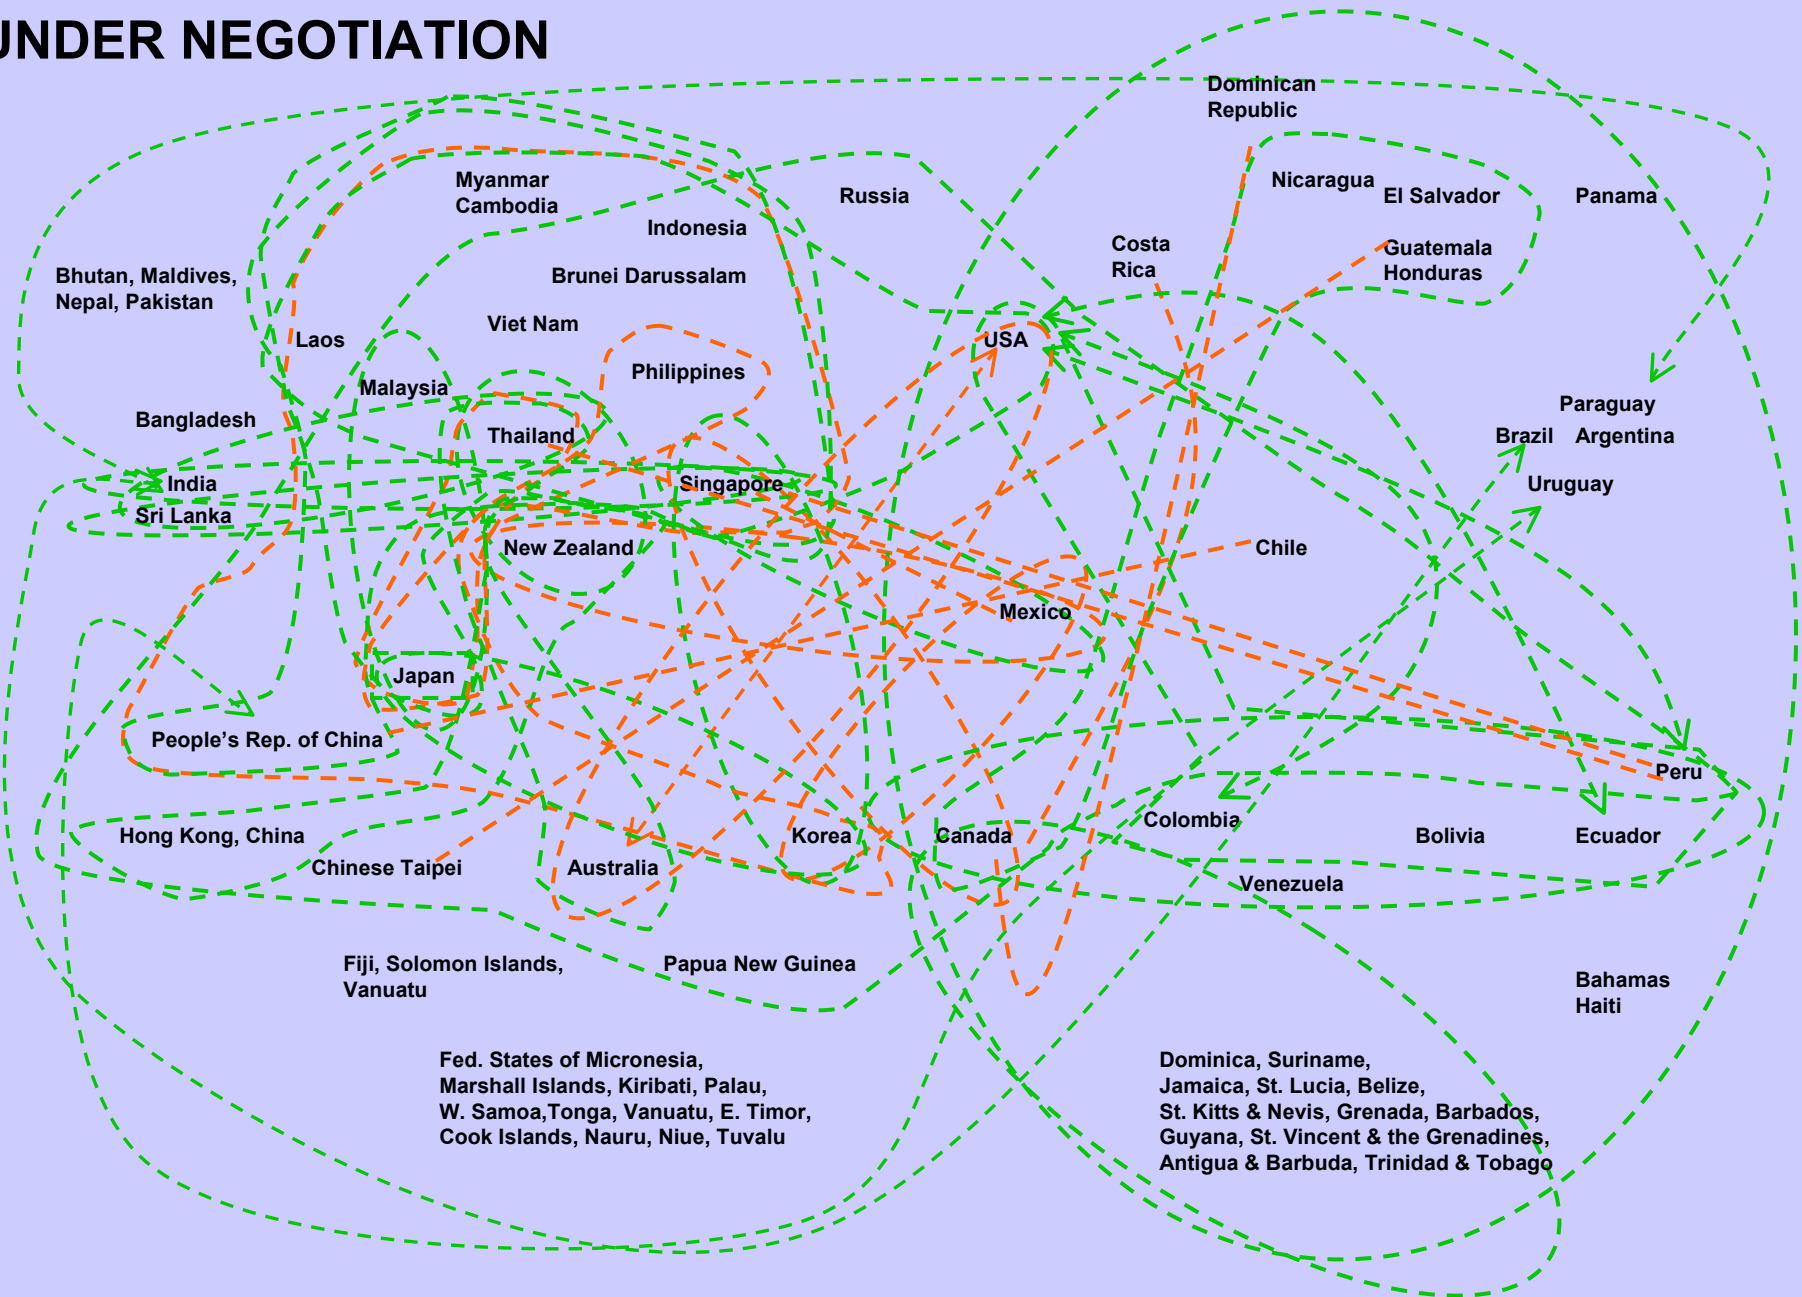 UNDER NEGOTIATION
Dominican
Republic
Myanmar
Cambodia
Russia
Nicaragua
El Salvador
Panama
Indonesia
Costa
Rica
Guatemala
Honduras
Bhutan, Maldives,
Nepal, Pakistan
Brunei Darussalam
Viet Nam
Laos
USA
Philippines
Malaysia
Paraguay
Bangladesh
Thailand
Brazil
Argentina
India
Singapore
Uruguay
Sri Lanka
New Zealand
Chile
Mexico
Japan
People's Rep. of China
Peru
Hong Kong, China
Korea
Canada
Colombia
Bolivia
Ecuador
Chinese Taipei
Australia
Venezuela
Fiji, Solomon Islands,
Vanuatu
Papua New Guinea
Bahamas
Haiti
Fed. States of Micronesia,
Marshall Islands, Kiribati, Palau,
W. Samoa,Tonga, Vanuatu, E. Timor,
Cook Islands, Nauru, Niue, Tuvalu
Dominica, Suriname,
Jamaica, St. Lucia, Belize,
St. Kitts & Nevis, Grenada, Barbados,
Guyana, St. Vincent & the Grenadines,
Antigua & Barbuda, Trinidad & Tobago